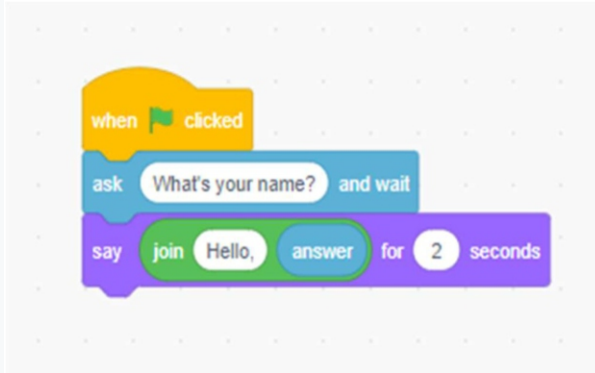 when clicked
ask What's your name? and wait
say join Hello, answer for 2 seconds